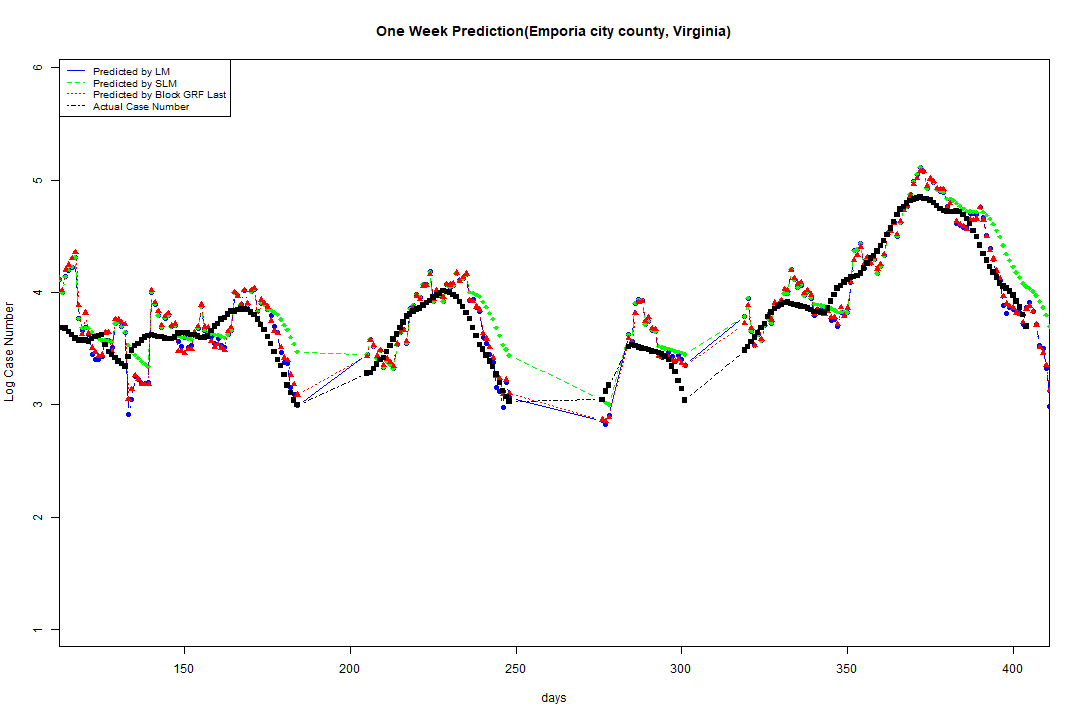 One Week Prediction(Emporia city county, Virginia)
Predicted by LM
Predicted by SLM
Predicted by Block GRF Last
Actual Case Number
Log Case Number
6
5
4
3
2
1
150 200 250 300 350 400
days